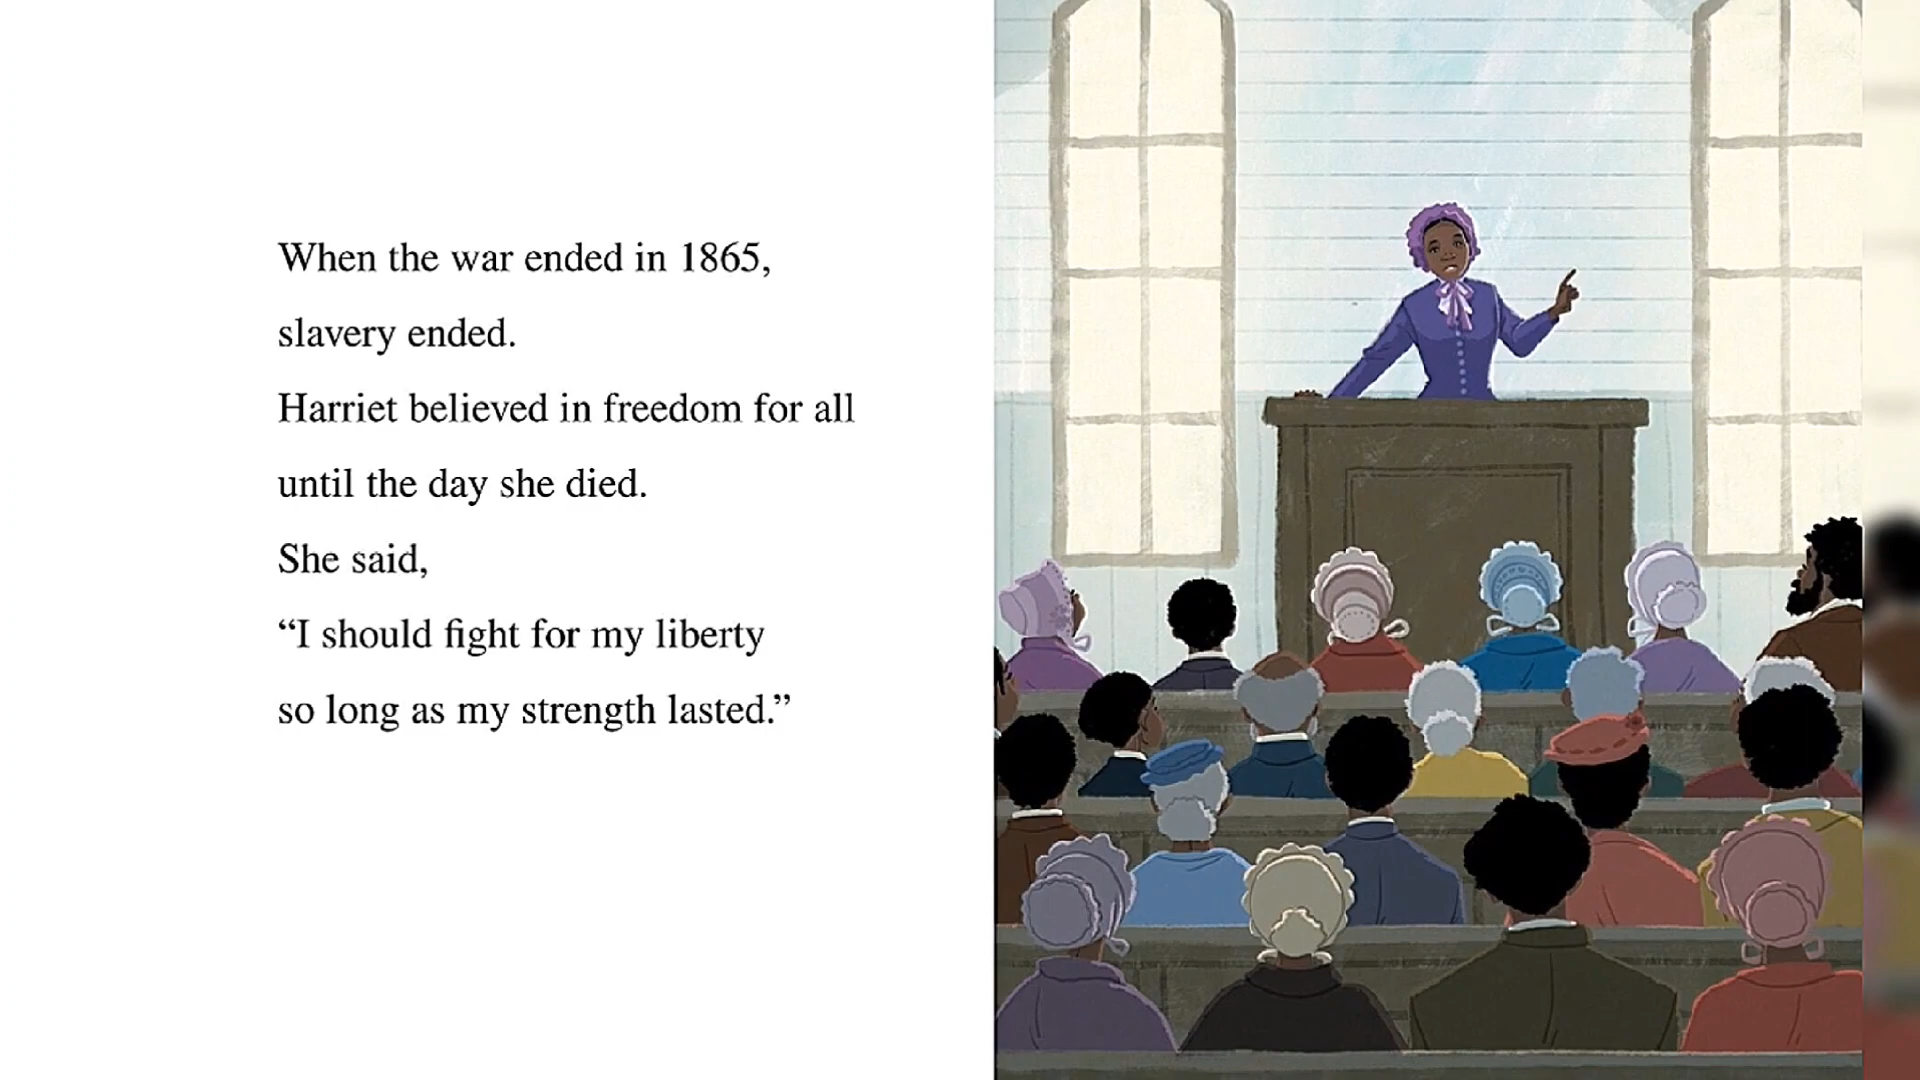 When the war ended in 1865,
slavery ended.
Harriet believed in freedom for all
until the day she died.
She said,
“I should fight for my liberty
so long as my strength lasted.”